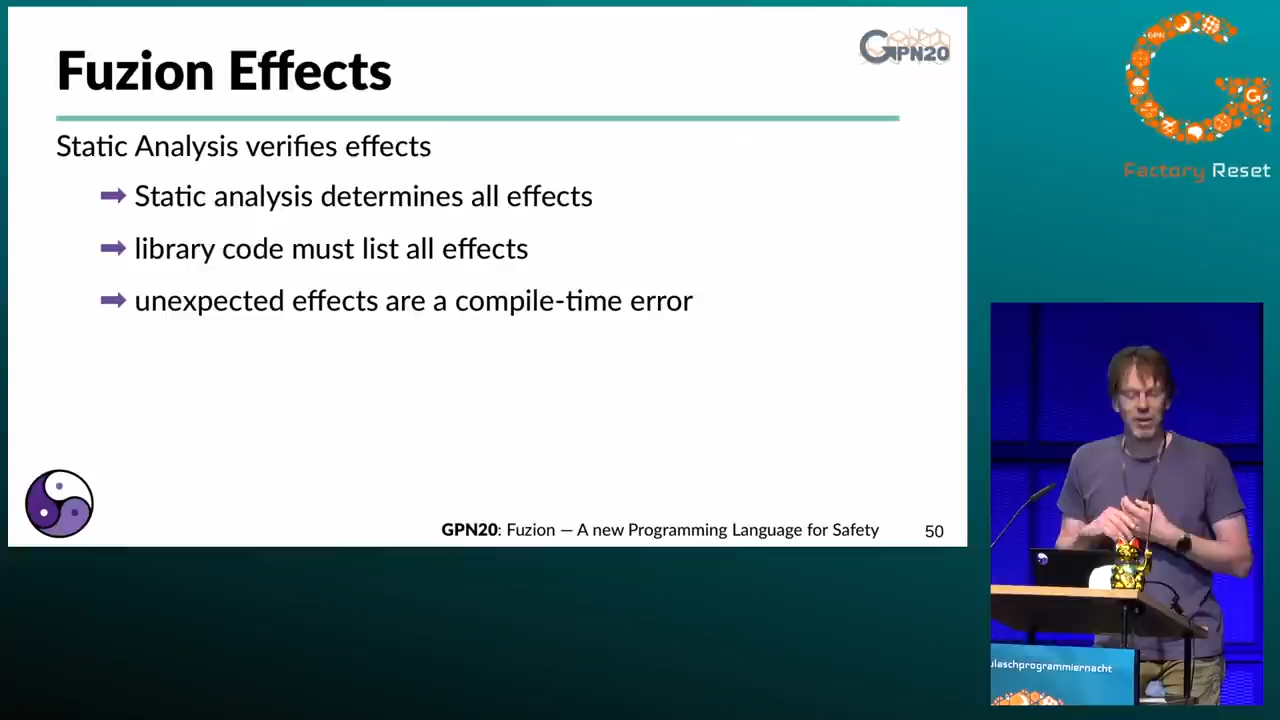 Fuzion Effects
GPN20
Static Analysis verifies effects
Static analysis determines all effects
library code must list all effects
unexpected effects are a compile-time error
GPN20: Fuzion — A new Programming Language for Safety
50
Factory Reset
ulaschprogrammiernacht